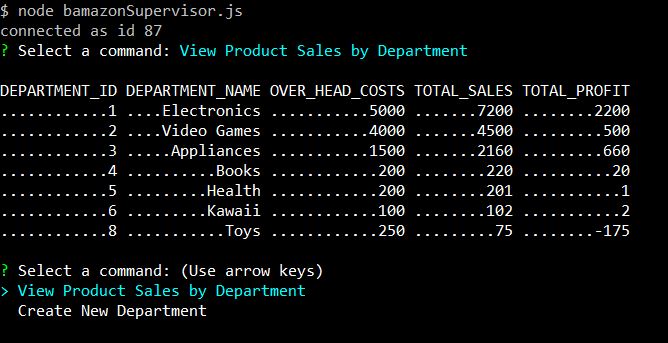 $ node bamazonSupervisor.js
connected as id 87
? Select a command: View Product Sales by Department
DEPARTMENT_ID DEPARTMENT_NAME OVER_HEAD_COSTS TOTAL_SALES TOTAL_PROFIT
............1 ....Electronics ...........5000 .......7200 ........2200
............2 ....Video Games ...........4000 .......4500 .........500
............3 .....Appliances ...........1500 .......2160 .........660
............4 ..........Books ............200 ........220 ..........20
............5 .........Health ............200 ........201 ...........1
............6 .........Kawaii ............100 ........102 ...........2
............8 ...........Toys ............250 .........75 ........-175
? Select a command: (Use arrow keys)
> View Product Sales by Department
Create New Department